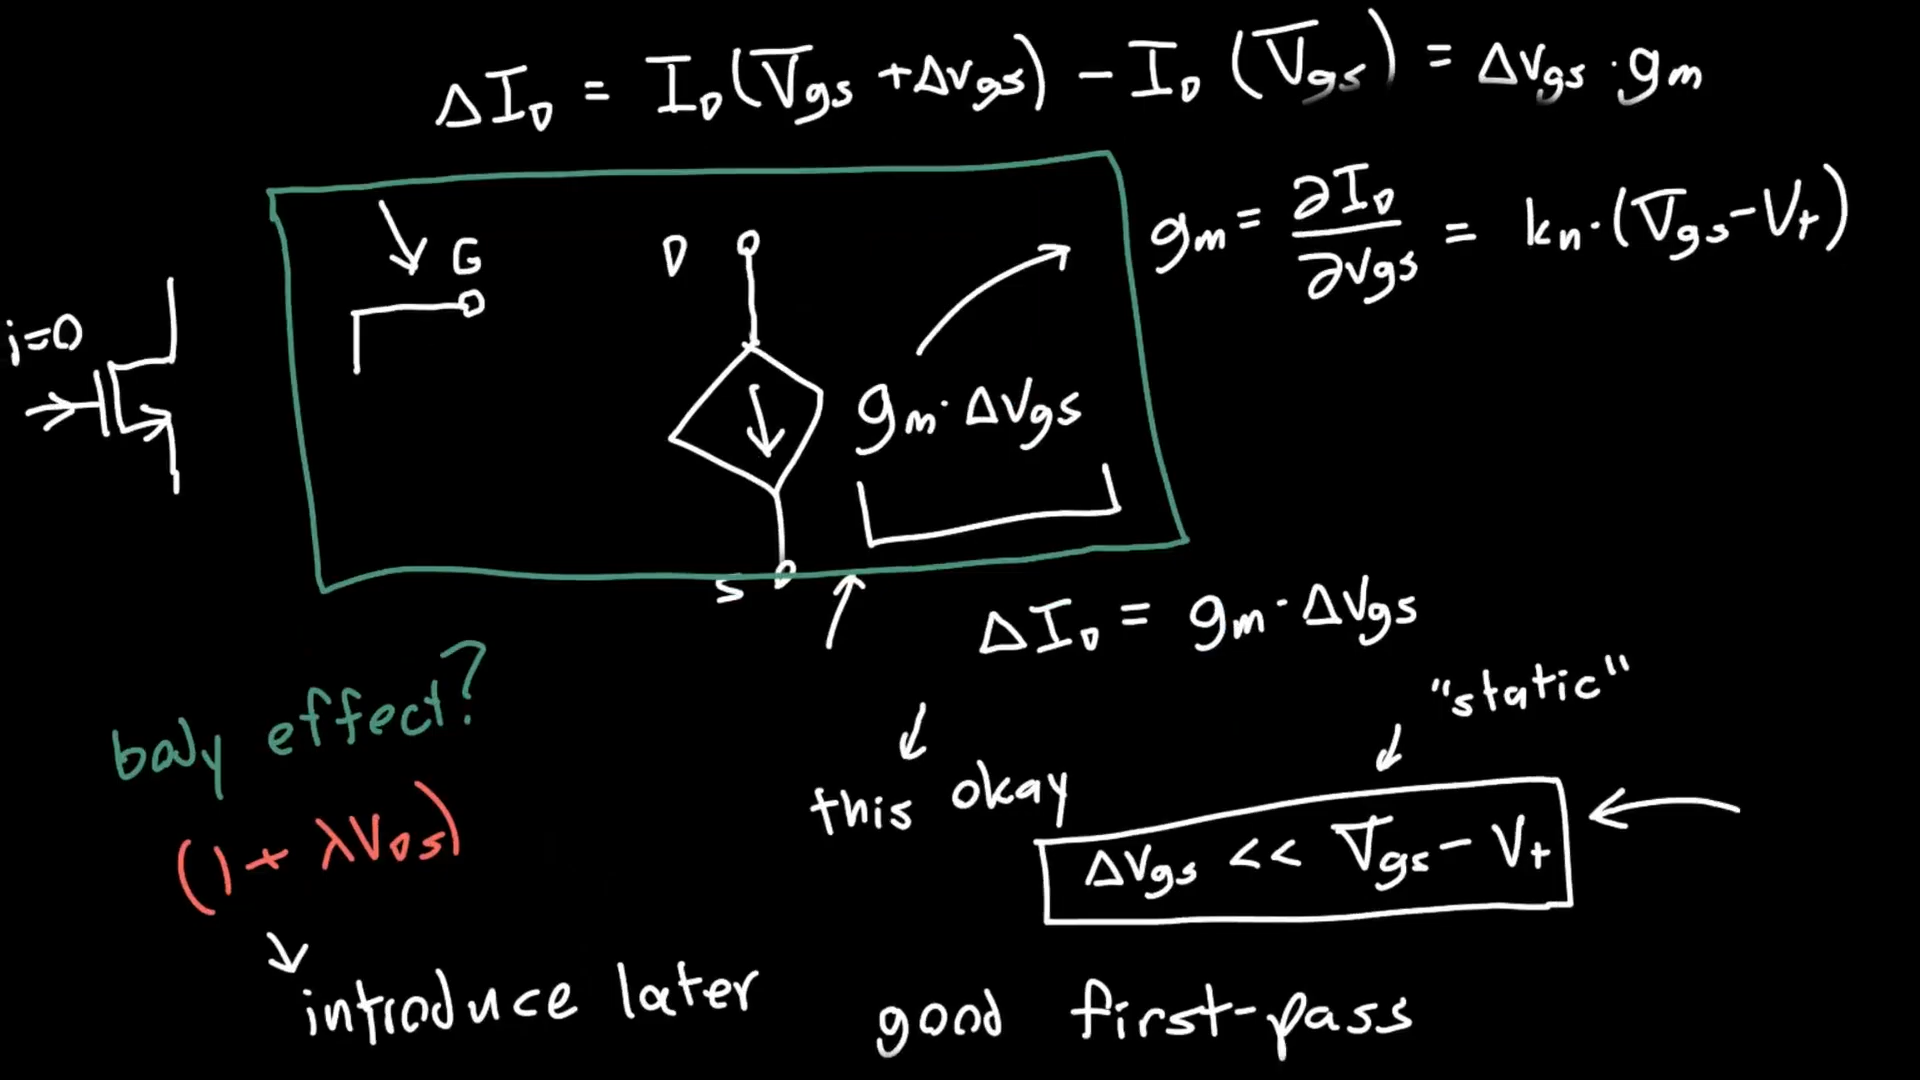 ΔI_D = I_D(V̅gs + Δvgs) - I_D(V̅gs) = Δvgs · gm
gm = ∂I_D/∂vgs = kn·(V̅gs - Vt)
G
D
i=0
gm·Δvgs
S
ΔI_D = gm·Δvgs
body effect?
"static"
this okay
(1 + λV_DS)
Δvgs << V̅gs - Vt
introduce later
good first-pass